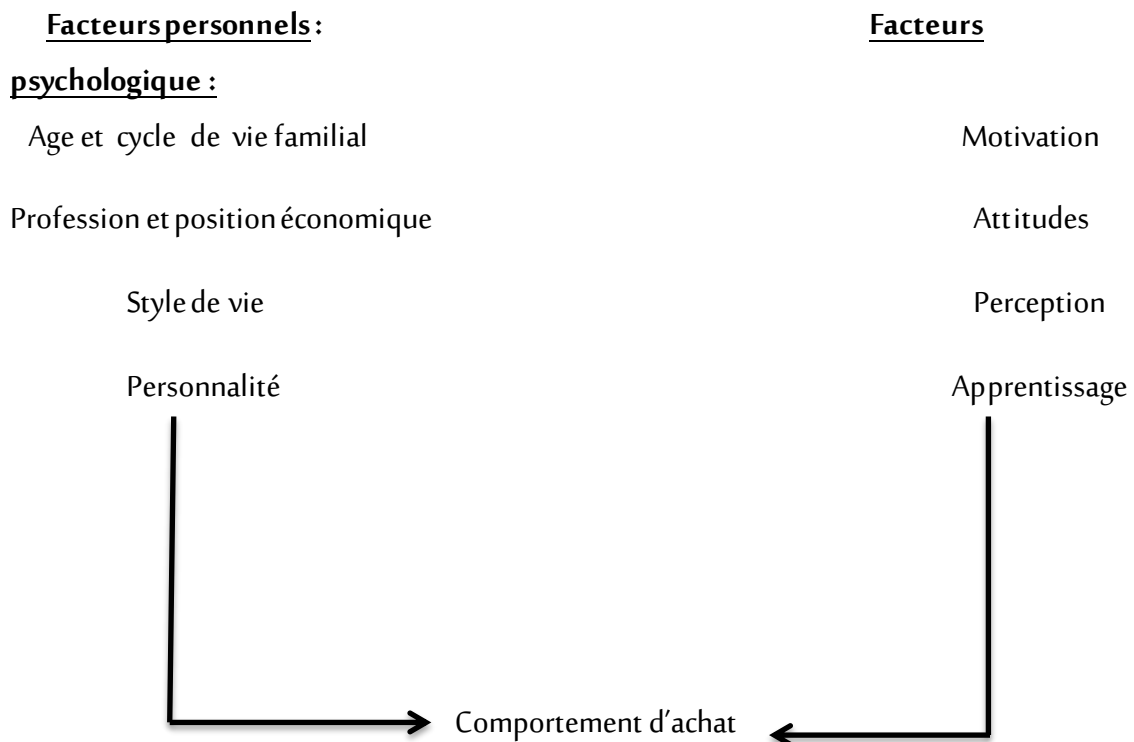 Facteurs personnels : Facteurs
psychologique :
Age et cycle de vie familial Motivation
Profession et position économique Attitudes
Style de vie Perception
Personnalité Apprentissage
Comportement d’achat